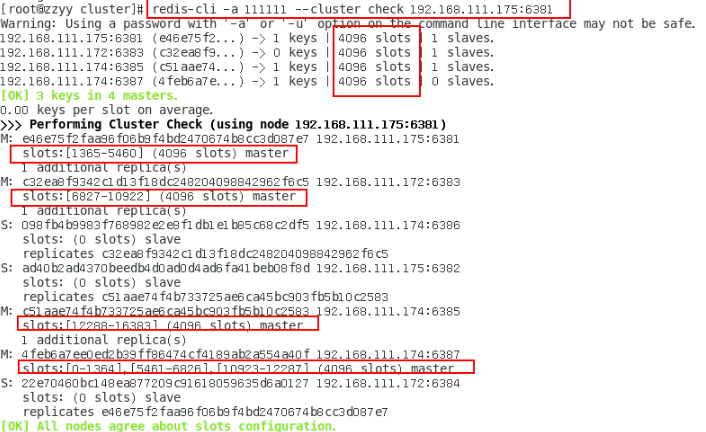 [root@zzyy cluster]# redis-cli -a 111111 --cluster check 192.168.111.175:6381
Warning: Using a password with '-a' or '-u' option on the command line interface may not be safe.
192.168.111.175:6381 (e46e75f2...) -> 1 keys | 4096 slots | 1 slaves.
192.168.111.172:6383 (c32ea8f9...) -> 0 keys | 4096 slots | 1 slaves.
192.168.111.174:6385 (c51aae74...) -> 1 keys | 4096 slots | 1 slaves.
192.168.111.174:6387 (4feb6a7e...) -> 1 keys | 4096 slots | 0 slaves.
[OK] 3 keys in 4 masters.
0.00 keys per slot on average.
>>> Performing Cluster Check (using node 192.168.111.175:6381)
M: e46e75f2faa96f06b9f4bd2470674b8cc3d087e7 192.168.111.175:6381
slots:[1365-5460] (4096 slots) master
1 additional replica(s)
M: c32ea8f9342c1d13f18dc248204098842962f6c5 192.168.111.172:6383
slots:[6827-10922] (4096 slots) master
1 additional replica(s)
S: 098fb4b9983f768982e2e8f1db1e1b85c68c2df5 192.168.111.174:6386
slots: (0 slots) slave
replicates c32ea8f9342c1d13f18dc248204098842962f6c5
S: ad40b2ad4370beedb4d0ad0d4ad6fa41beb08f8d 192.168.111.175:6382
slots: (0 slots) slave
replicates c51aae74f4b733725ae6ca45bc903fb5b10c2583
M: c51aae74f4b733725ae6ca45bc903fb5b10c2583 192.168.111.174:6385
slots:[12288-16383] (4096 slots) master
1 additional replica(s)
M: 4feb6a7ee0ed2b39ff86474cf4189ab2a554a40f 192.168.111.174:6387
slots:[0-1364],[5461-6826],[10923-12287] (4096 slots) master
S: 22e70460bc148ea877209c91618059635d6a0127 192.168.111.172:6384
slots: (0 slots) slave
replicates e46e75f2faa96f06b9f4bd2470674b8cc3d087e7
[OK] All nodes agree about slots configuration.